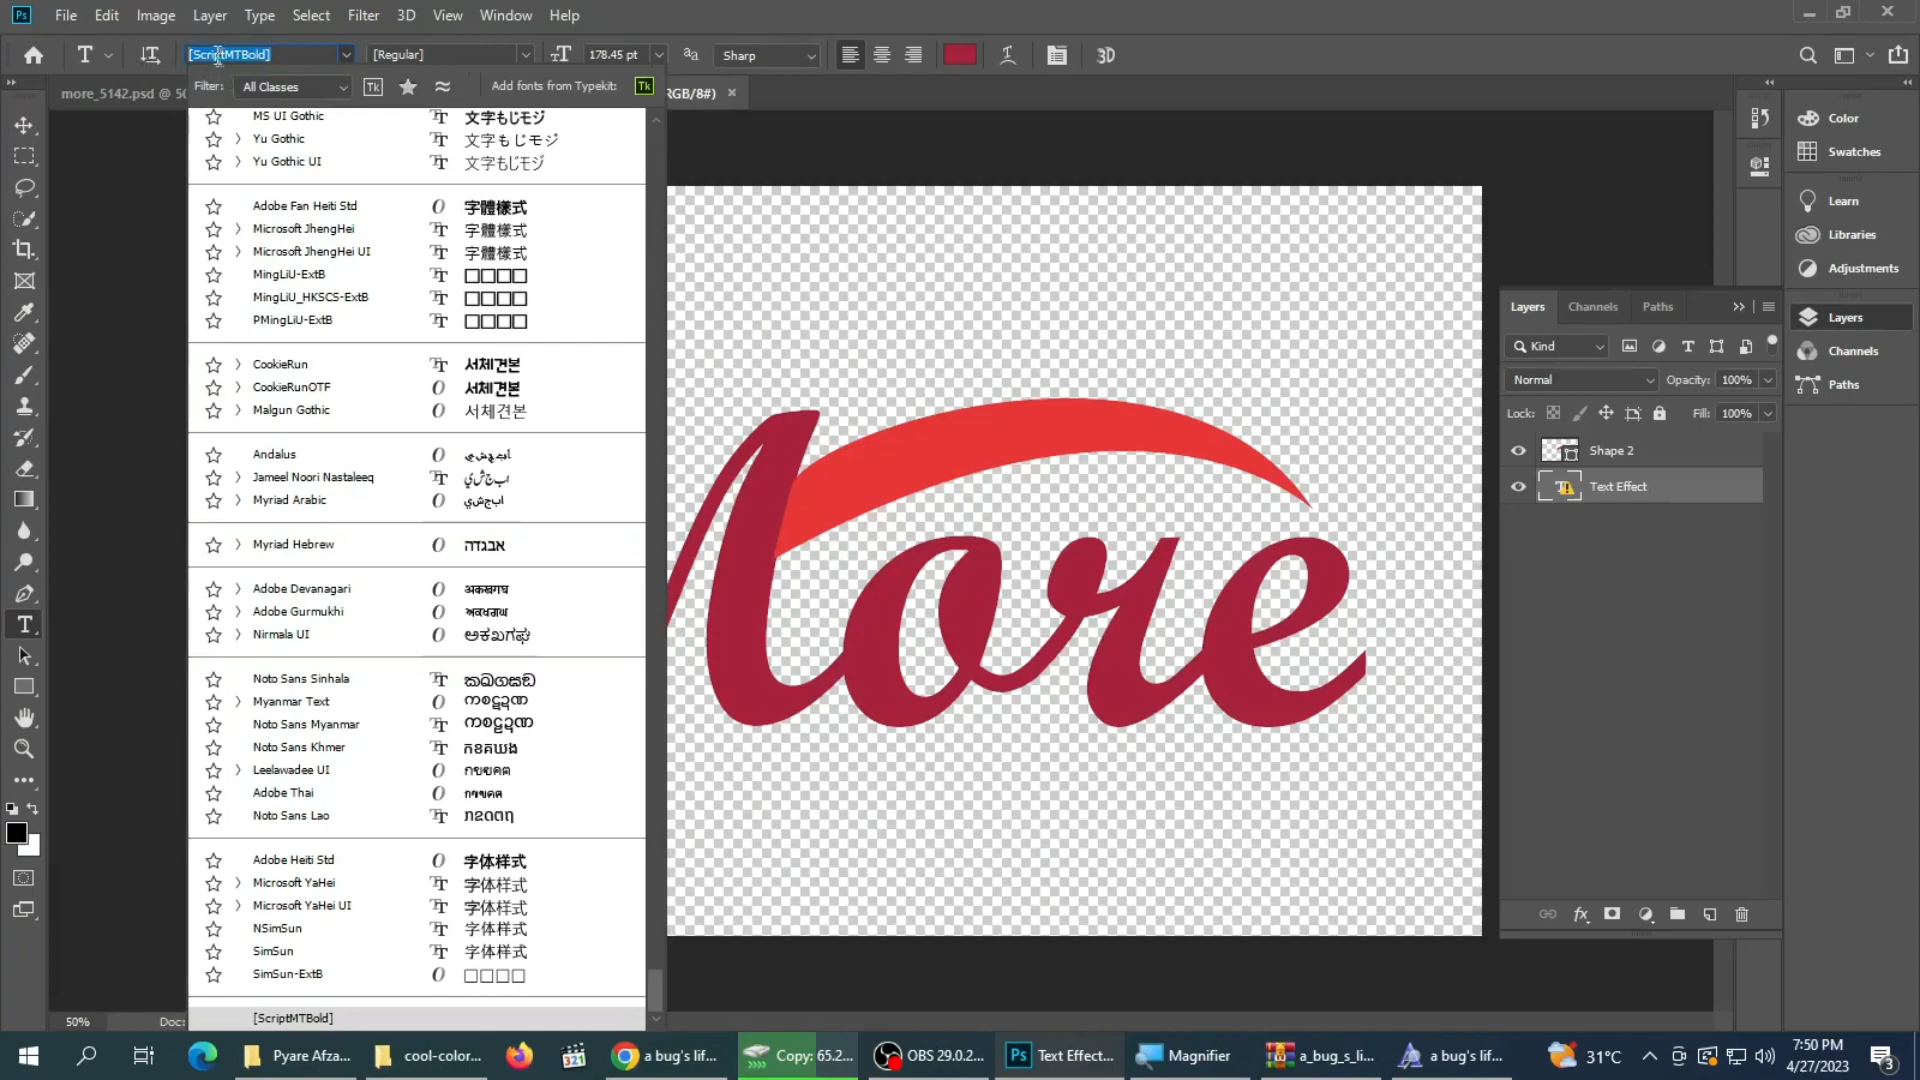 Ps File Edit Image Layer Type Select Filter 3D View Window Help
T [ScriptMTBold] [Regular] 178.45 pt aa Sharp 3D
Filter: All Classes Tk Add fonts from Typekit: Tk
more_5142.psd @ 50 RGB/8#) ×
MS UI Gothic 文字もじモジ
Yu Gothic 文字もじモジ
Yu Gothic UI 文字もじモジ
Adobe Fan Heiti Std 字體樣式
Microsoft JhengHei 字體樣式
Microsoft JhengHei UI 字體樣式
MingLiU-ExtB
MingLiU_HKSCS-ExtB
PMingLiU-ExtB
CookieRun 서체견본
CookieRunOTF 서체견본
Malgun Gothic 서체견본
Andalus
Jameel Noori Nastaleeq
Myriad Arabic
Myriad Hebrew אבגדה
Adobe Devanagari
Adobe Gurmukhi
Nirmala UI
Noto Sans Sinhala
Myanmar Text
Noto Sans Myanmar
Noto Sans Khmer
Leelawadee UI
Adobe Thai
Noto Sans Lao
Adobe Heiti Std 字体样式
Microsoft YaHei 字体样式
Microsoft YaHei UI 字体样式
NSimSun 字体样式
SimSun 字体样式
SimSun-ExtB
[ScriptMTBold]
More
Color
Swatches
Learn
Libraries
Adjustments
Layers
Channels
Paths
Layers Channels Paths
Kind
Normal Opacity: 100%
Lock: Fill: 100%
Shape 2
Text Effect
fx
50% Doc:
Pyare Afza... cool-color... a bug's lif... Copy: 65.2... OBS 29.0.2... Text Effect... Magnifier a_bug_s_li... a bug's lif... 31°C 7:50 PM
4/27/2023 3